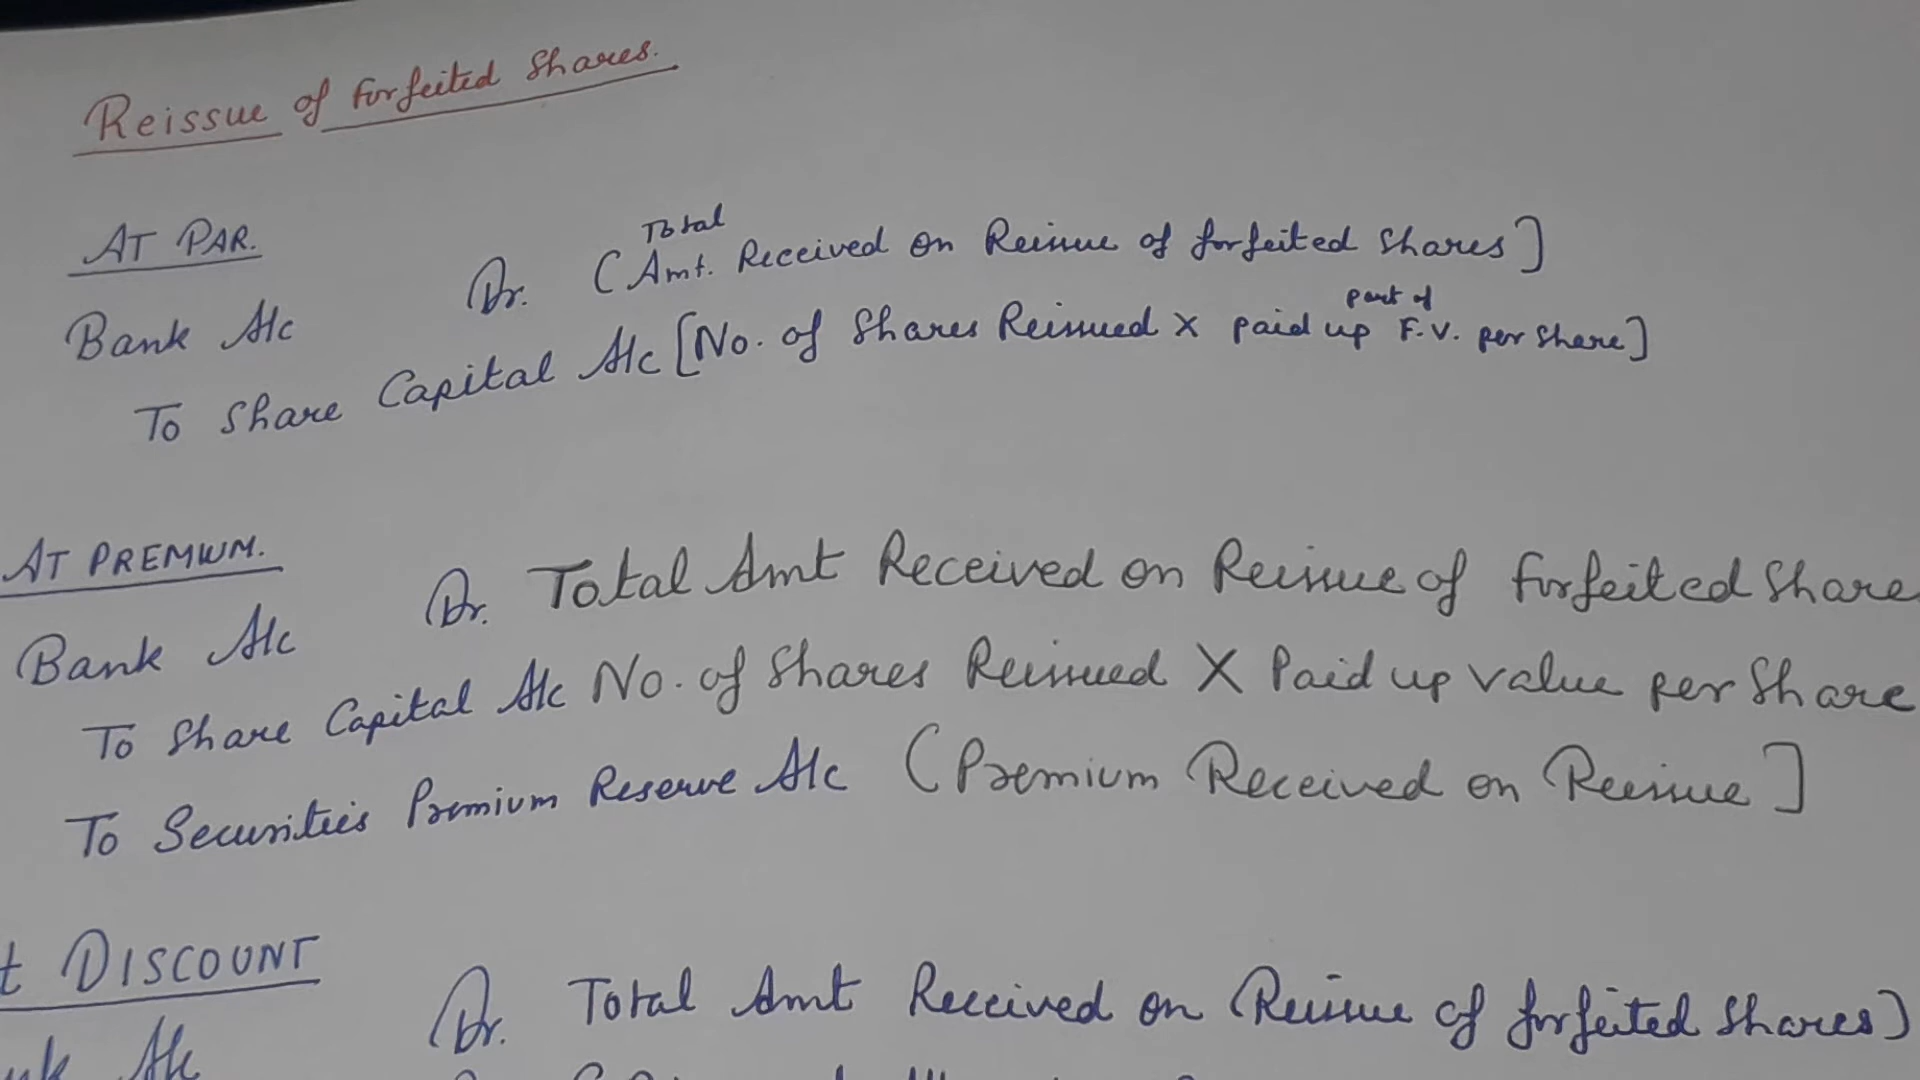 Reissue of Forfeited Shares.
AT PAR.
Bank A/c Dr. (Total Amt. Received on Reissue of forfeited shares]
To Share Capital A/c [No. of Shares Reissued X paid up part of F.V. per share]
AT PREMIUM.
Bank A/c Dr. Total Amt Received on Reissue of Forfeited Share
To Share Capital A/c No. of Shares Reissued X Paid up value per Share
To Securities Premium Reserve A/c (Premium Received on Reissue]
t DISCOUNT
nk A/c Dr. Total Amt Received on Reissue of forfeited shares)